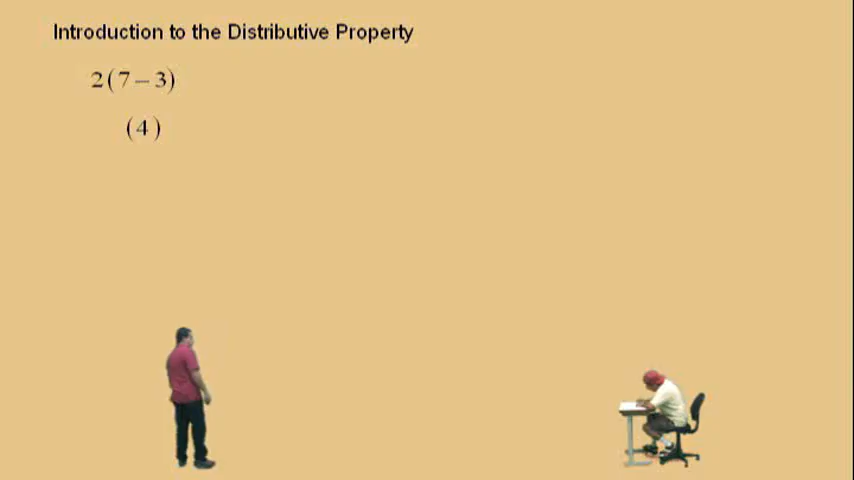 Introduction to the Distributive Property
2(7−3)
(4)